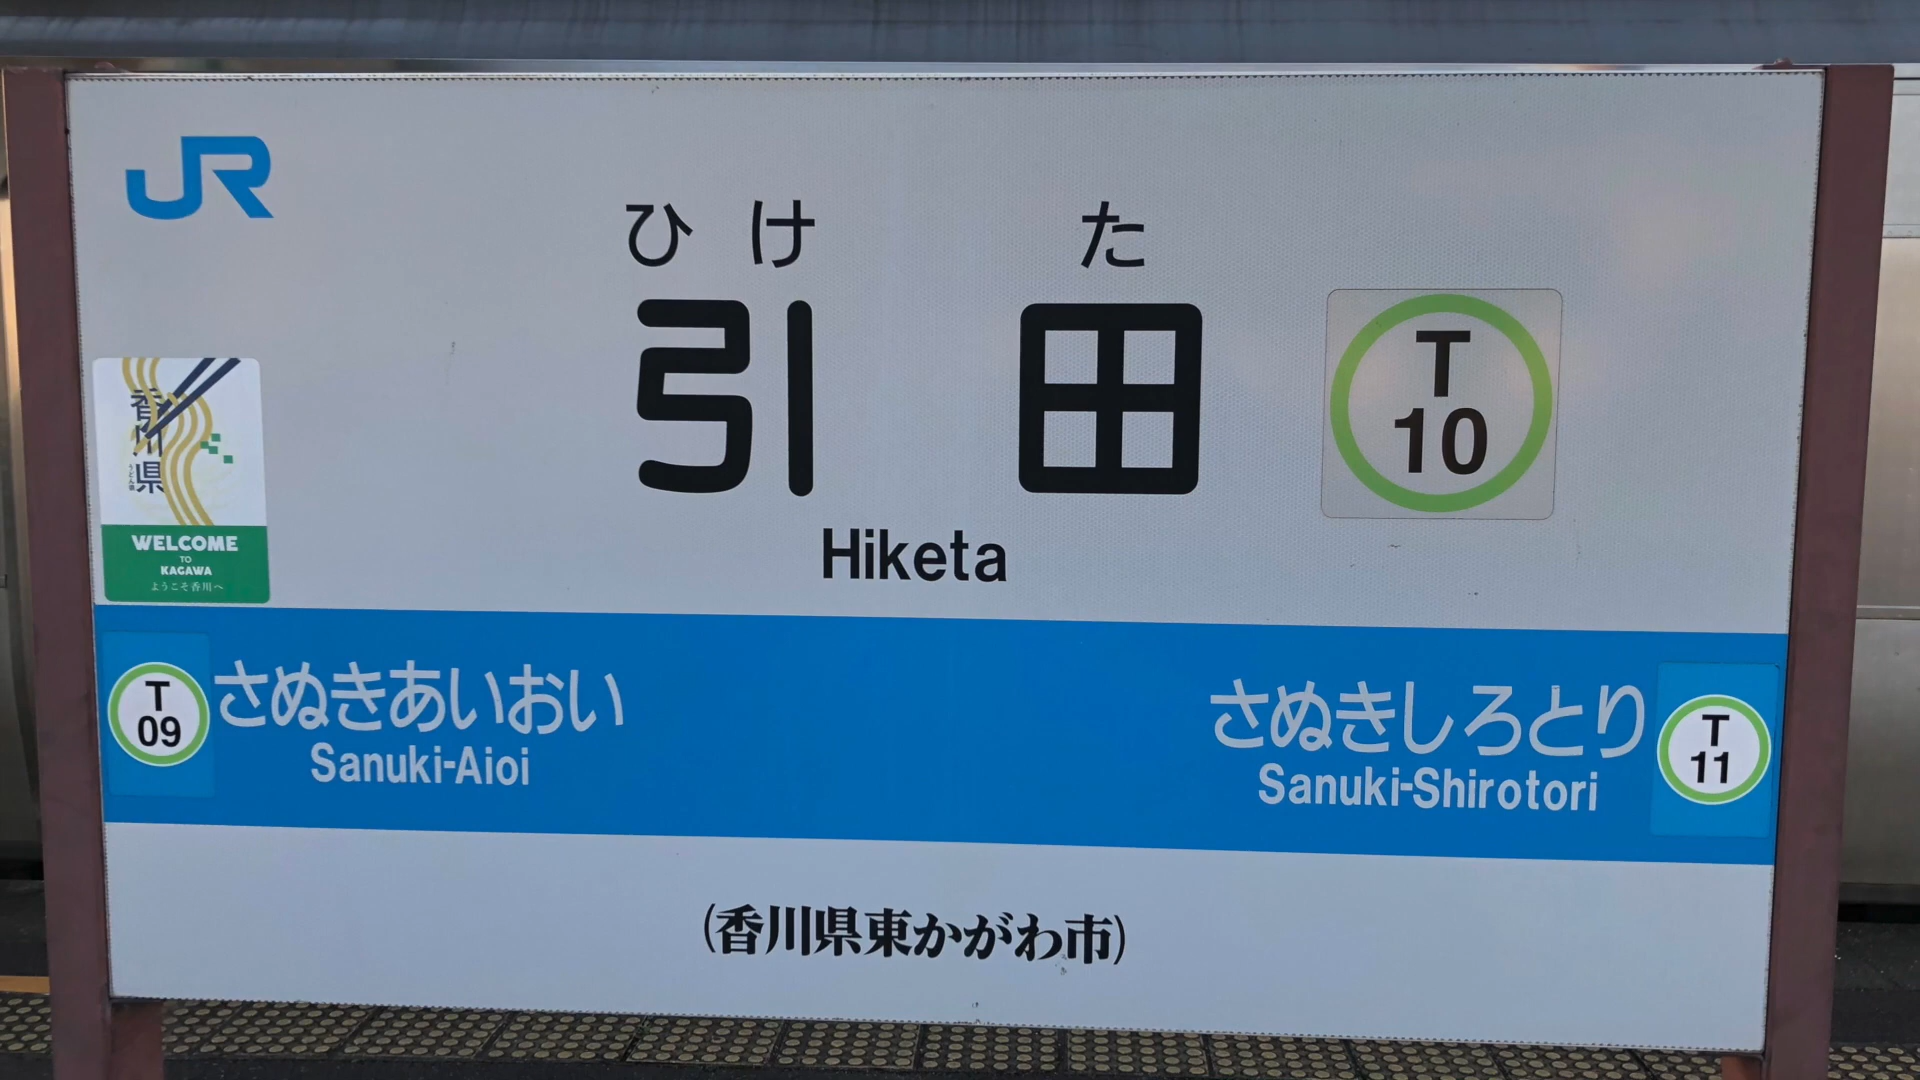 JR
ひけ た
引田
T
10
Hiketa
香川県
WELCOME
TO
KAGAWA
ようこそ香川へ
T
09
さぬきあいおい
Sanuki-Aioi
さぬきしろとり
Sanuki-Shirotori
T
11
(香川県東かがわ市)